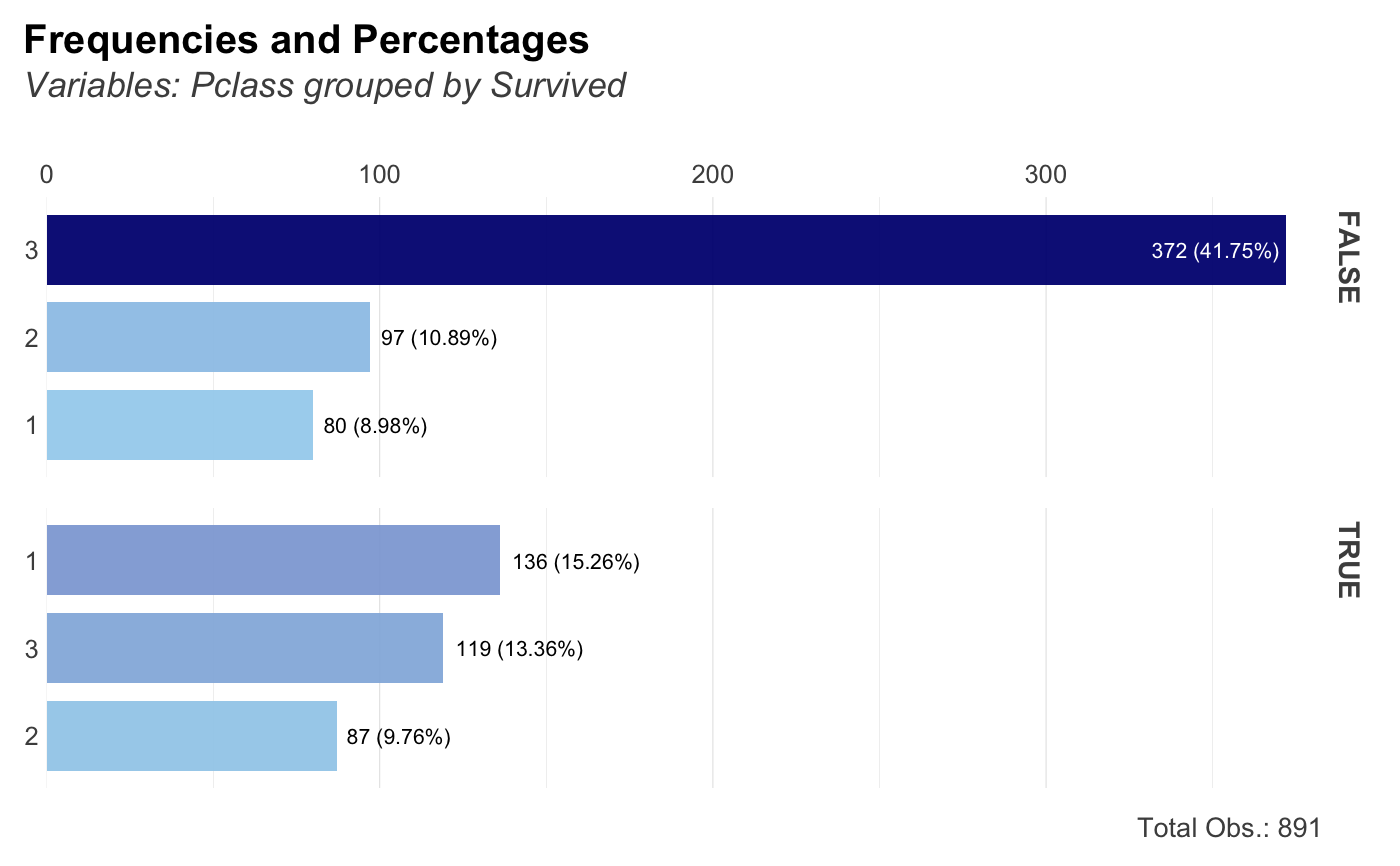 Frequencies and Percentages
Variables: Pclass grouped by Survived
0 100 200 300
FALSE
3 372 (41.75%)
2 97 (10.89%)
1 80 (8.98%)
TRUE
1 136 (15.26%)
3 119 (13.36%)
2 87 (9.76%)
Total Obs.: 891